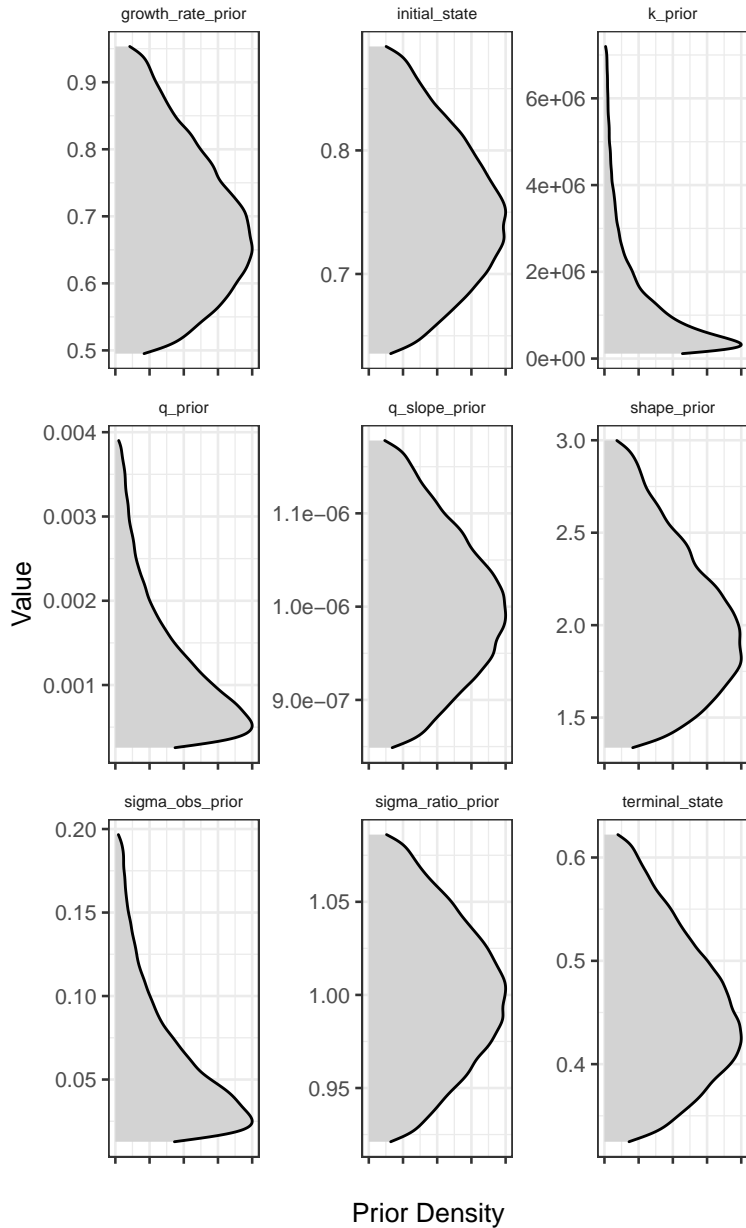 growth_rate_prior
initial_state
k_prior
0.9
0.8
0.7
0.6
0.5
0.8
0.7
6e+06
4e+06
2e+06
0e+00
q_prior
q_slope_prior
shape_prior
0.004
0.003
0.002
0.001
1.1e−06
1.0e−06
9.0e−07
3.0
2.5
2.0
1.5
Value
sigma_obs_prior
sigma_ratio_prior
terminal_state
0.20
0.15
0.10
0.05
1.05
1.00
0.95
0.6
0.5
0.4
Prior Density